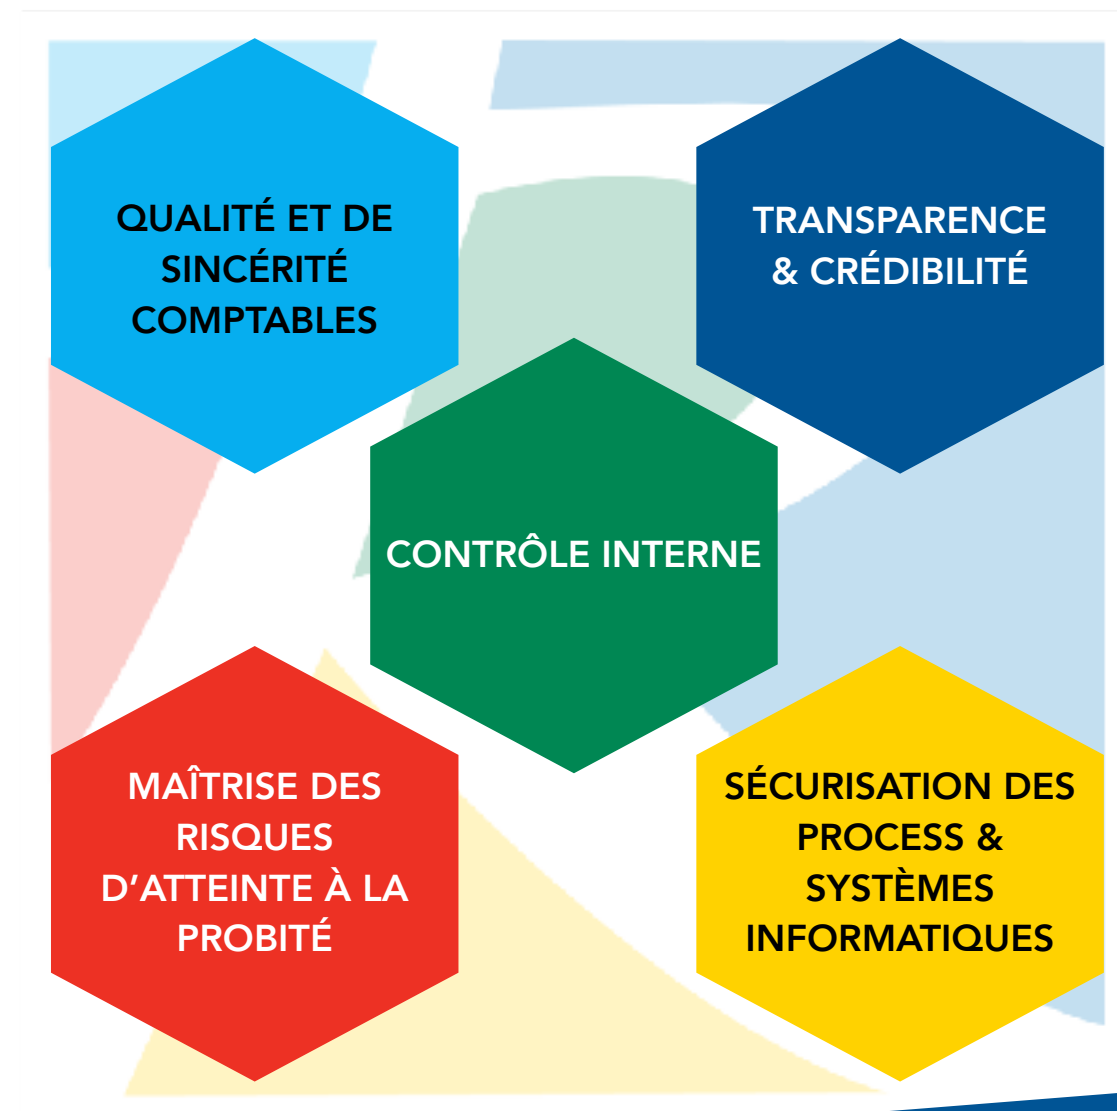 QUALITÉ ET DE
SINCÉRITÉ
COMPTABLES
TRANSPARENCE
& CRÉDIBILITÉ
CONTRÔLE INTERNE
MAÎTRISE DES
RISQUES
D’ATTEINTE À LA
PROBITÉ
SÉCURISATION DES
PROCESS &
SYSTÈMES
INFORMATIQUES